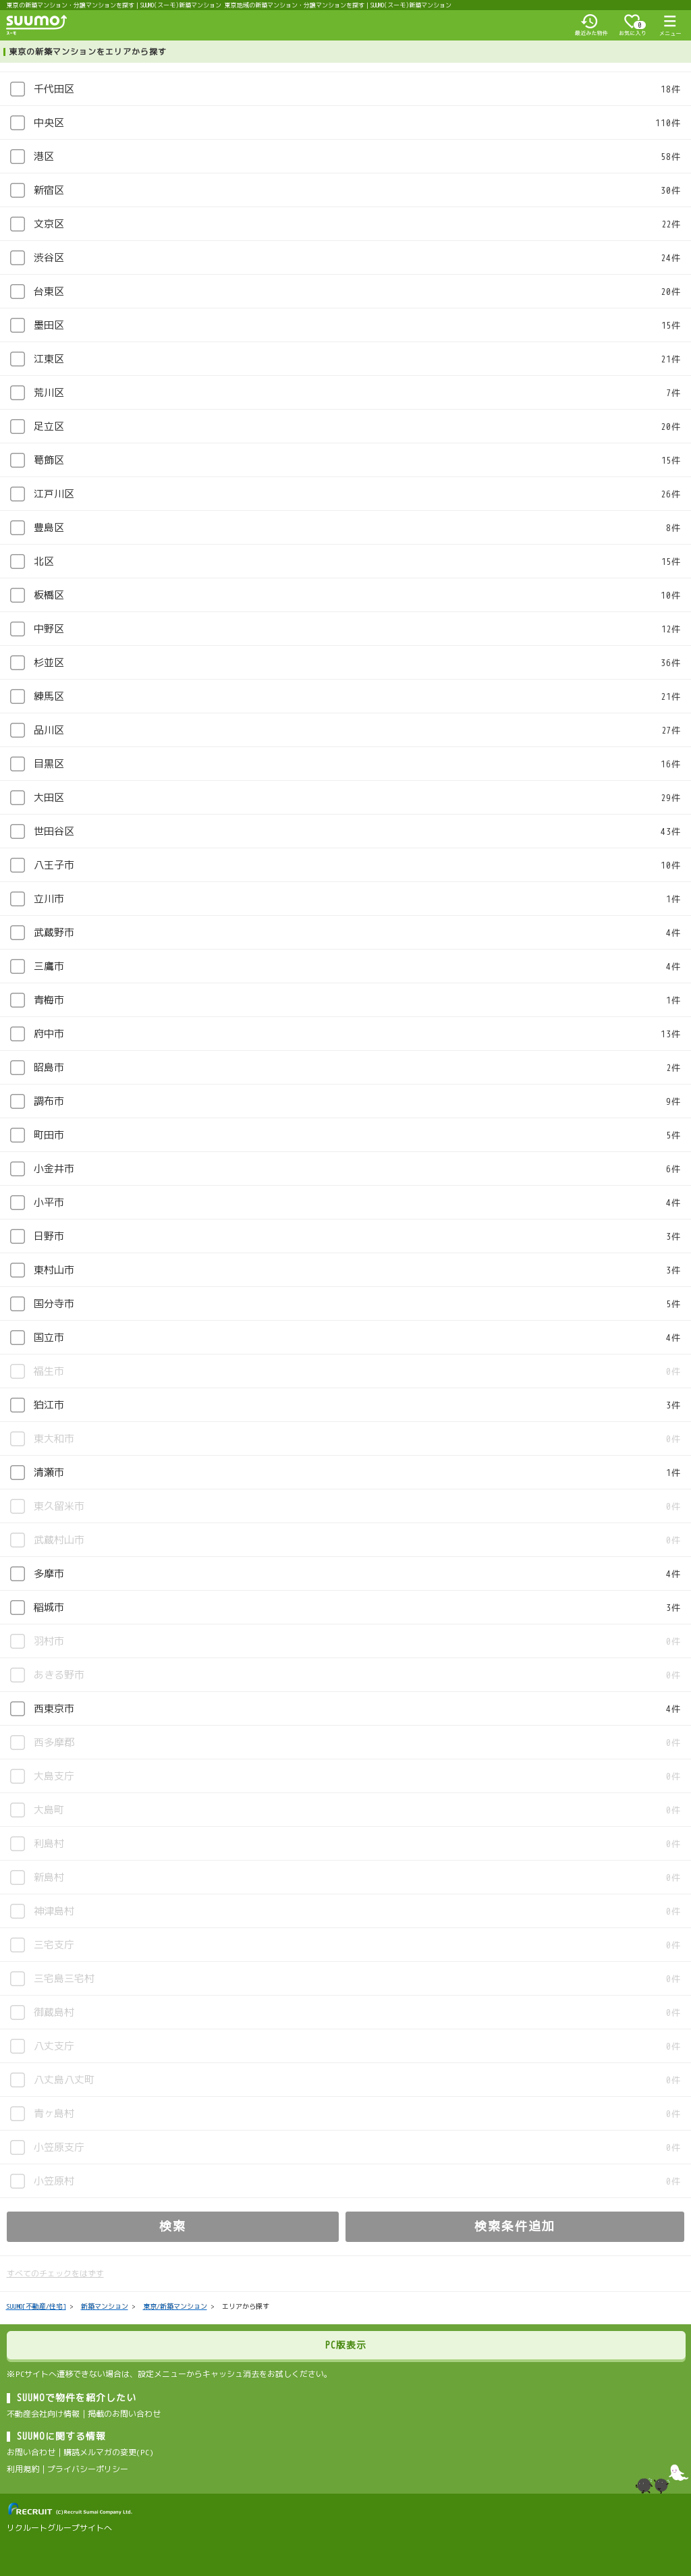 東京の新築マンション・分譲マンションを探す｜SUUMO(スーモ)新築マンション 東京地域の新築マンション・分譲マンションを探す｜SUUMO(スーモ)新築マンション
SUUMO
スーモ
最近みた物件
0
お気に入り
メニュー
東京の新築マンションをエリアから探す
千代田区 18件
中央区 110件
港区 58件
新宿区 30件
文京区 22件
渋谷区 24件
台東区 20件
墨田区 15件
江東区 21件
荒川区 7件
足立区 20件
葛飾区 15件
江戸川区 26件
豊島区 8件
北区 15件
板橋区 10件
中野区 12件
杉並区 36件
練馬区 21件
品川区 27件
目黒区 16件
大田区 29件
世田谷区 43件
八王子市 10件
立川市 1件
武蔵野市 4件
三鷹市 4件
青梅市 1件
府中市 13件
昭島市 2件
調布市 9件
町田市 5件
小金井市 6件
小平市 4件
日野市 3件
東村山市 3件
国分寺市 5件
国立市 4件
福生市 0件
狛江市 3件
東大和市 0件
清瀬市 1件
東久留米市 0件
武蔵村山市 0件
多摩市 4件
稲城市 3件
羽村市 0件
あきる野市 0件
西東京市 4件
西多摩郡 0件
大島支庁 0件
大島町 0件
利島村 0件
新島村 0件
神津島村 0件
三宅支庁 0件
三宅島三宅村 0件
御蔵島村 0件
八丈支庁 0件
八丈島八丈町 0件
青ヶ島村 0件
小笠原支庁 0件
小笠原村 0件
検索 検索条件追加
すべてのチェックをはずす
SUUMO[不動産/住宅] > 新築マンション > 東京/新築マンション > エリアから探す
PC版表示
※PCサイトへ遷移できない場合は、設定メニューからキャッシュ消去をお試しください。
SUUMOで物件を紹介したい
不動産会社向け情報｜掲載のお問い合わせ
SUUMOに関する情報
お問い合わせ｜購読メルマガの変更(PC)
利用規約｜プライバシーポリシー
RECRUIT (C)Recruit Sumai Company Ltd.
リクルートグループサイトへ